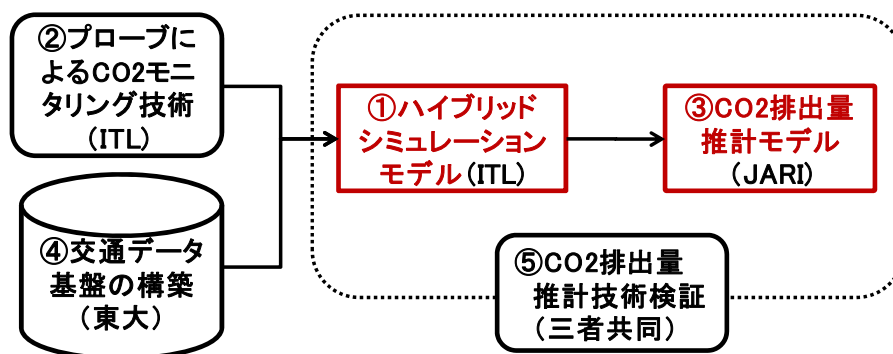 ②プローブに
よるCO2モニ
タリング技術
(ITL)
①ハイブリッド
シミュレーション
モデル(ITL)
③CO2排出量
推計モデル
(JARI)
④交通データ
基盤の構築
(東大)
⑤CO2排出量
推計技術検証
(三者共同)